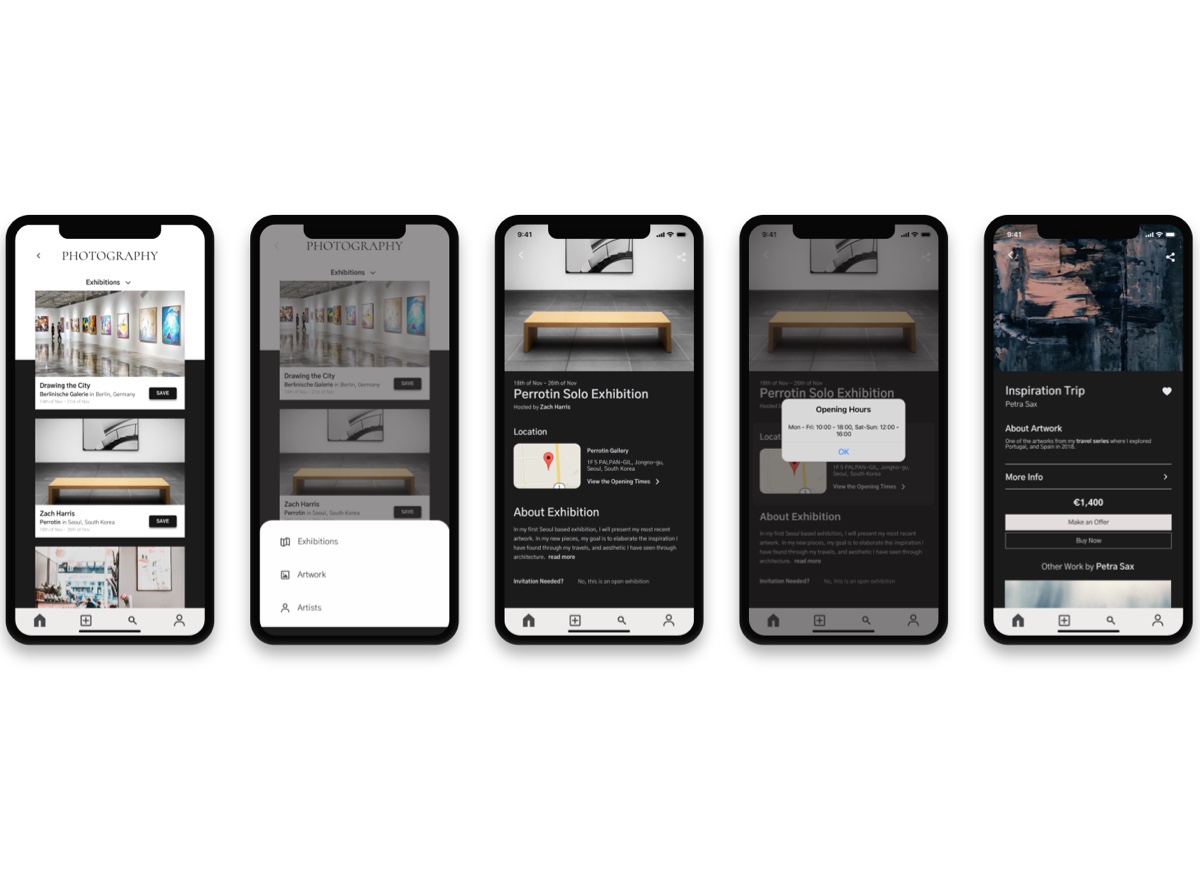 PHOTOGRAPHY
Exhibitions
Drawing the City
Berlinische Galerie in Berlin, Germany
14th of Nov - 21st of Nov
SAVE
Zach Harris
Perrotin in Seoul, South Korea
18th of Nov - 26th of Nov
SAVE
PHOTOGRAPHY
Exhibitions
Drawing the City
Berlinische Galerie in Berlin, Germany
SAVE
Zach Harris
Perrotin in Seoul, South Korea
SAVE
Exhibitions
Artwork
Artists
9:41
18th of Nov - 26th of Nov
Perrotin Solo Exhibition
Hosted by Zach Harris
Location
Perrotin Gallery
1F 5 PALPAN-GIL, Jongno-gu,
Seoul, South Korea
View the Opening Times
About Exhibition
In my first Seoul based exhibition, I will present my most recent
artwork. In my new pieces, my goal is to elaborate the inspiration I
have found through my travels, and aesthetic I have seen through
architecture. read more
Invitation Needed? No, this is an open exhibition
9:41
18th of Nov - 26th of Nov
Perrotin Solo Exhibition
Hosted
Opening Hours
Mon - Fri: 10:00 - 18:00, Sat-Sun: 12:00 -
16:00
OK
Locat
1F 5 PALPAN-GIL, Jongno-gu,
Seoul, South Korea
View the Opening Times
About Exhibition
In my first Seoul based exhibition, I will present my most recent
artwork. In my new pieces, my goal is to elaborate the inspiration I
have found through my travels, and aesthetic I have seen through
architecture. read more
Invitation Needed? No, this is an open exhibition
9:41
Inspiration Trip
Petra Sax
About Artwork
One of the artworks from my travel series where I explored
Portugal, and Spain in 2018.
More Info
€1,400
Make an Offer
Buy Now
Other Work by Petra Sax